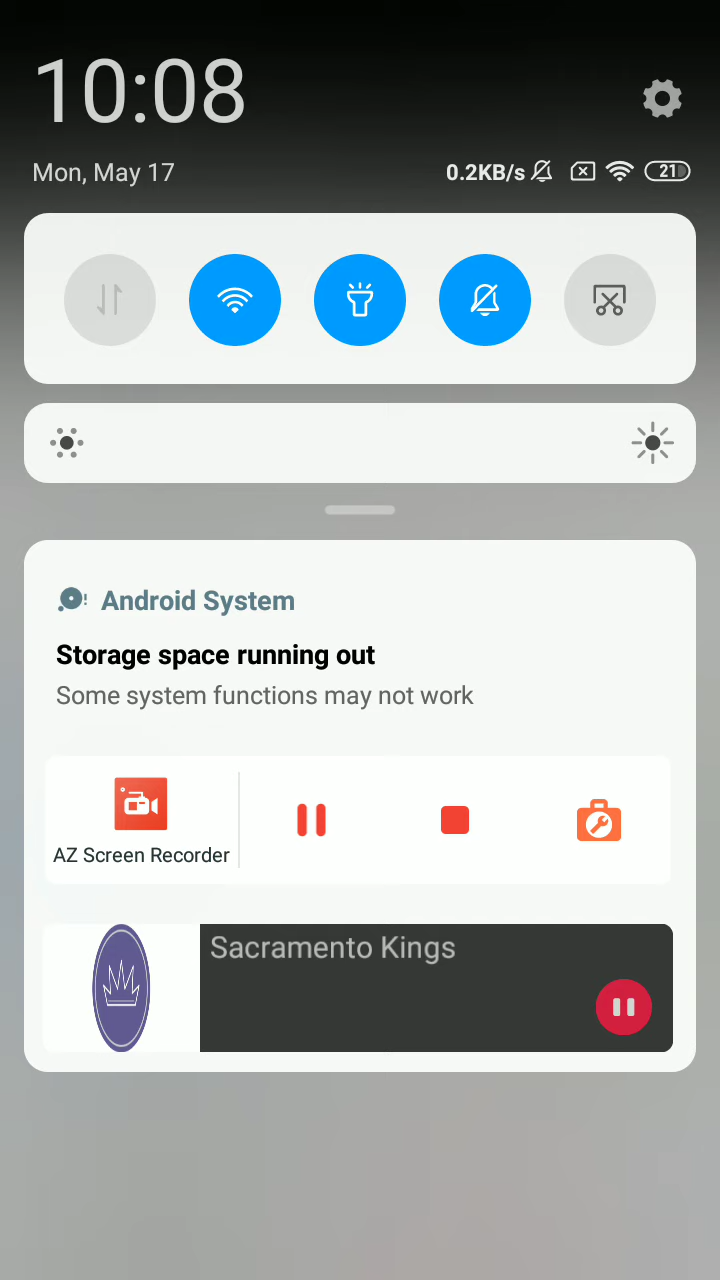 10:08
Mon, May 17
0.2KB/s
21
Android System
Storage space running out
Some system functions may not work
AZ Screen Recorder
Sacramento Kings